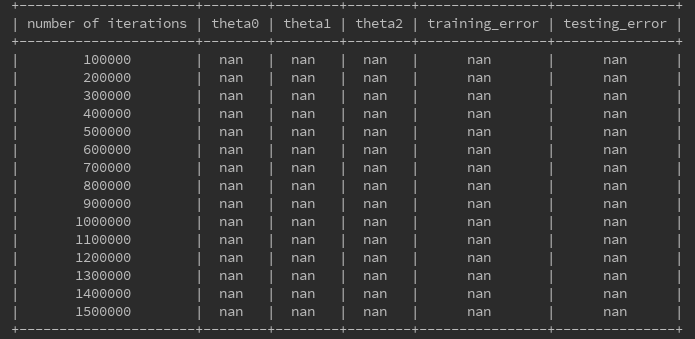 +----------------------+--------+--------+--------+----------------+---------------+
| number of iterations | theta0 | theta1 | theta2 | training_error | testing_error |
+----------------------+--------+--------+--------+----------------+---------------+
| 100000 | nan | nan | nan | nan | nan |
| 200000 | nan | nan | nan | nan | nan |
| 300000 | nan | nan | nan | nan | nan |
| 400000 | nan | nan | nan | nan | nan |
| 500000 | nan | nan | nan | nan | nan |
| 600000 | nan | nan | nan | nan | nan |
| 700000 | nan | nan | nan | nan | nan |
| 800000 | nan | nan | nan | nan | nan |
| 900000 | nan | nan | nan | nan | nan |
| 1000000 | nan | nan | nan | nan | nan |
| 1100000 | nan | nan | nan | nan | nan |
| 1200000 | nan | nan | nan | nan | nan |
| 1300000 | nan | nan | nan | nan | nan |
| 1400000 | nan | nan | nan | nan | nan |
| 1500000 | nan | nan | nan | nan | nan |
+----------------------+--------+--------+--------+----------------+---------------+